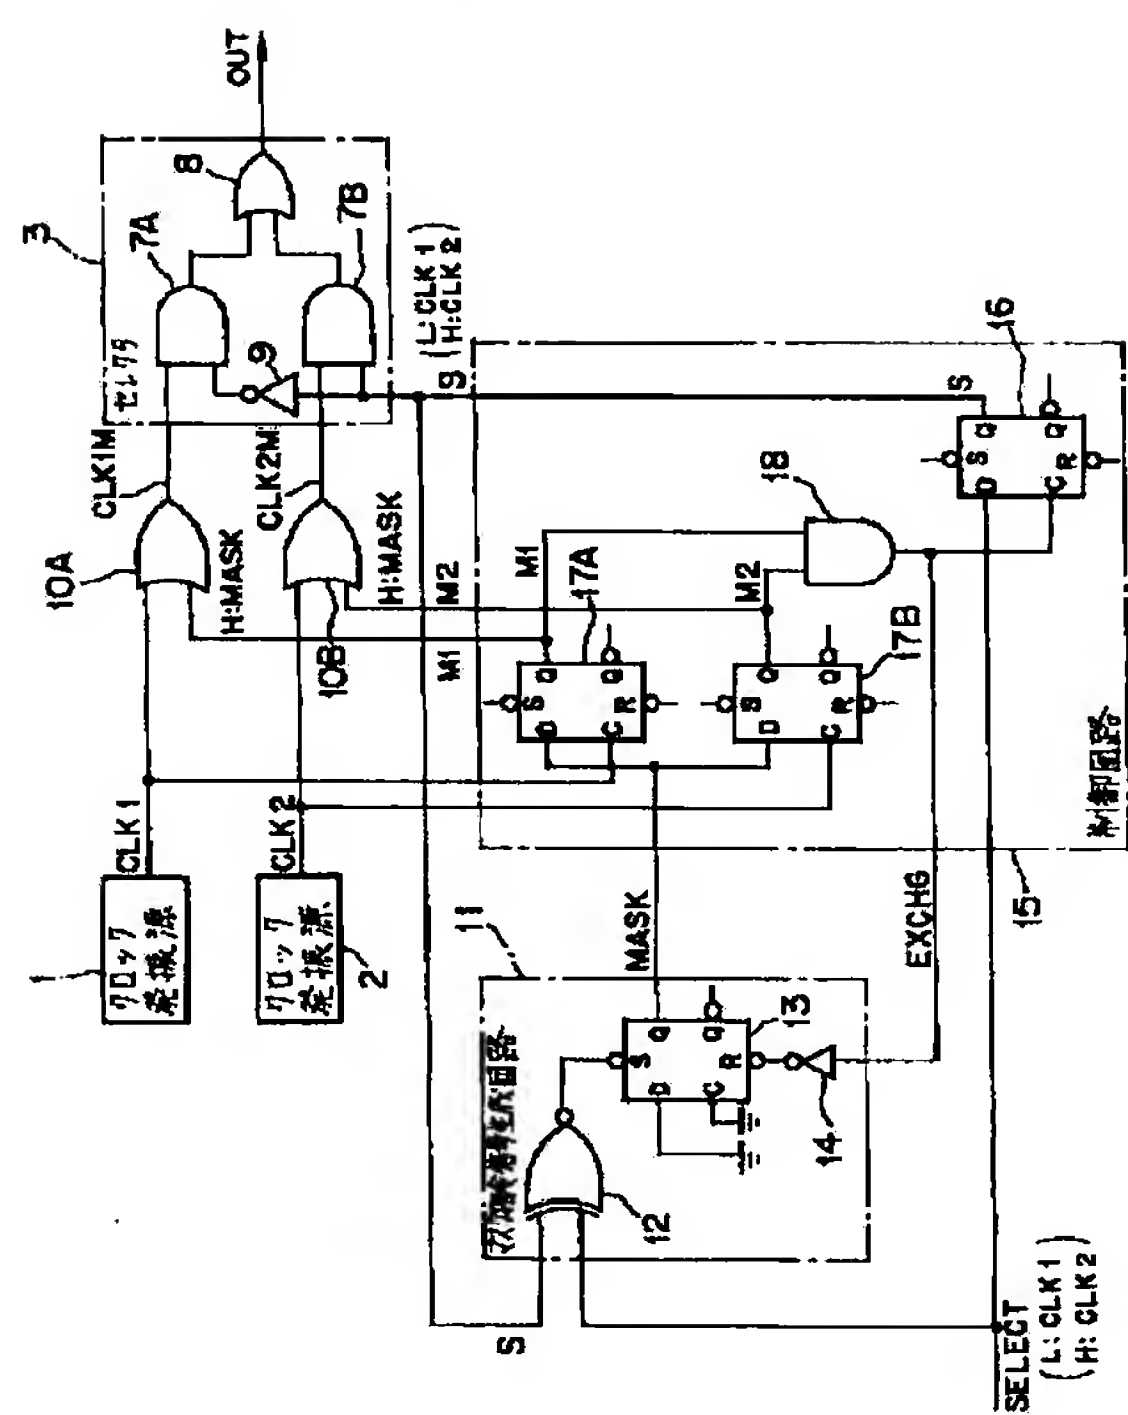 1
クロック
発振源
CLK1
クロック
発振源
2
CLK2
10A
CLK1M
H:MASK
10B
CLK2M
H:MASK
M1
M2
3
セレクタ
7A
8
9
7B
OUT
S
(L:CLK1)
(H:CLK2)
11
12
S
D
C
S
R
Q
Q
13
14
MASK
EXCHG
15
制御回路
D
C
S
R
Q
Q
17A
M1
D
C
S
R
Q
Q
17B
M2
18
D
C
S
R
Q
Q
16
S
SELECT
(L:CLK1)
(H:CLK2)